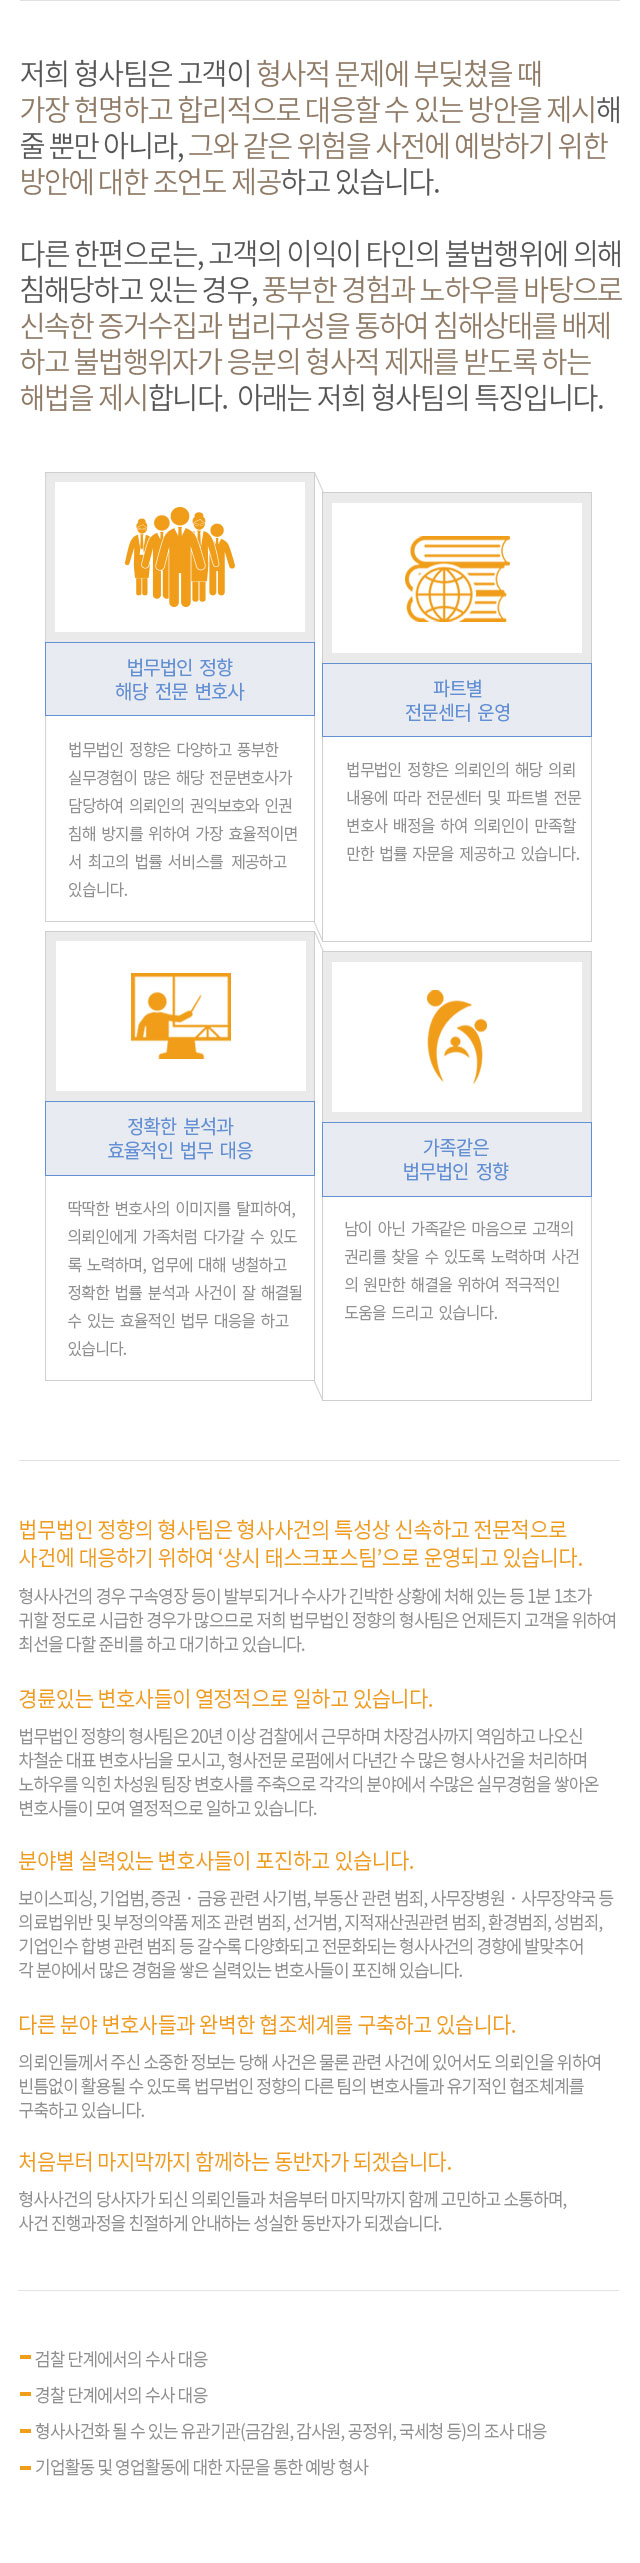 저희 형사팀은 고객이 형사적 문제에 부딪쳤을 때
가장 현명하고 합리적으로 대응할 수 있는 방안을 제시해
줄 뿐만 아니라, 그와 같은 위험을 사전에 예방하기 위한
방안에 대한 조언도 제공하고 있습니다.
다른 한편으로는, 고객의 이익이 타인의 불법행위에 의해
침해당하고 있는 경우, 풍부한 경험과 노하우를 바탕으로
신속한 증거수집과 법리구성을 통하여 침해상태를 배제
하고 불법행위자가 응분의 형사적 제재를 받도록 하는
해법을 제시합니다. 아래는 저희 형사팀의 특징입니다.
법무법인 정향
해당 전문 변호사
법무법인 정향은 다양하고 풍부한
실무경험이 많은 해당 전문변호사가
담당하여 의뢰인의 권익보호와 인권
침해 방지를 위하여 가장 효율적이면
서 최고의 법률 서비스를 제공하고
있습니다.
파트별
전문센터 운영
법무법인 정향은 의뢰인의 해당 의뢰
내용에 따라 전문센터 및 파트별 전문
변호사 배정을 하여 의뢰인이 만족할
만한 법률 자문을 제공하고 있습니다.
정확한 분석과
효율적인 법무 대응
딱딱한 변호사의 이미지를 탈피하여,
의뢰인에게 가족처럼 다가갈 수 있도
록 노력하며, 업무에 대해 냉철하고
정확한 법률 분석과 사건이 잘 해결될
수 있는 효율적인 법무 대응을 하고
있습니다.
가족같은
법무법인 정향
남이 아닌 가족같은 마음으로 고객의
권리를 찾을 수 있도록 노력하며 사건
의 원만한 해결을 위하여 적극적인
도움을 드리고 있습니다.
법무법인 정향의 형사팀은 형사사건의 특성상 신속하고 전문적으로
사건에 대응하기 위하여 ‘상시 태스크포스팀’으로 운영되고 있습니다.
형사사건의 경우 구속영장 등이 발부되거나 수사가 긴박한 상황에 처해 있는 등 1분 1초가
귀할 정도로 시급한 경우가 많으므로 저희 법무법인 정향의 형사팀은 언제든지 고객을 위하여
최선을 다할 준비를 하고 대기하고 있습니다.
경륜있는 변호사들이 열정적으로 일하고 있습니다.
법무법인 정향의 형사팀은 20년 이상 검찰에서 근무하며 차장검사까지 역임하고 나오신
차철순 대표 변호사님을 모시고, 형사전문 로펌에서 다년간 수 많은 형사사건을 처리하며
노하우를 익힌 차성원 팀장 변호사를 주축으로 각각의 분야에서 수많은 실무경험을 쌓아온
변호사들이 모여 열정적으로 일하고 있습니다.
분야별 실력있는 변호사들이 포진하고 있습니다.
보이스피싱, 기업범, 증권 · 금융 관련 사기범, 부동산 관련 범죄, 사무장병원 · 사무장약국 등
의료법위반 및 부정의약품 제조 관련 범죄, 선거범, 지적재산권관련 범죄, 환경범죄, 성범죄,
기업인수 합병 관련 범죄 등 갈수록 다양화되고 전문화되는 형사사건의 경향에 발맞추어
각 분야에서 많은 경험을 쌓은 실력있는 변호사들이 포진해 있습니다.
다른 분야 변호사들과 완벽한 협조체계를 구축하고 있습니다.
의뢰인들께서 주신 소중한 정보는 당해 사건은 물론 관련 사건에 있어서도 의뢰인을 위하여
빈틈없이 활용될 수 있도록 법무법인 정향의 다른 팀의 변호사들과 유기적인 협조체계를
구축하고 있습니다.
처음부터 마지막까지 함께하는 동반자가 되겠습니다.
형사사건의 당사자가 되신 의뢰인들과 처음부터 마지막까지 함께 고민하고 소통하며,
사건 진행과정을 친절하게 안내하는 성실한 동반자가 되겠습니다.
검찰 단계에서의 수사 대응
경찰 단계에서의 수사 대응
형사사건화 될 수 있는 유관기관(금감원, 감사원, 공정위, 국세청 등)의 조사 대응
기업활동 및 영업활동에 대한 자문을 통한 예방 형사